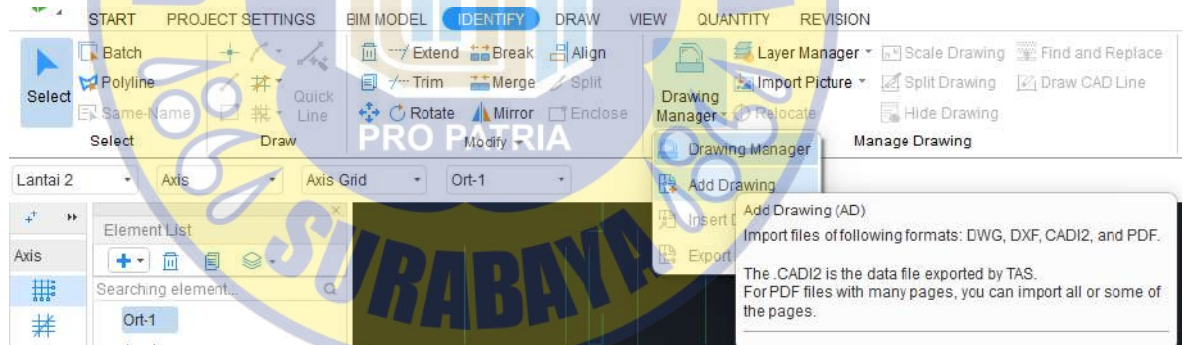 START PROJECT SETTINGS BIM MODEL IDENTIFY DRAW VIEW QUANTITY REVISION
Batch Extend Break Align Layer Manager Scale Drawing Find and Replace
Polyline Trim Merge Split Import Picture Split Drawing Draw CAD Line
Select Same-Name Quick Line Rotate Mirror Enclose Drawing Manager Relocate Hide Drawing
Select Draw Modify Manage Drawing
PRO PATRIA
Drawing Manager
Lantai 2 Axis Axis Grid Ort-1
Add Drawing
Element List
Insert D
Add Drawing (AD)
Import files of following formats: DWG, DXF, CADI2, and PDF.
Axis
Export
Searching element...
The .CADI2 is the data file exported by TAS.
For PDF files with many pages, you can import all or some of
the pages.
Ort-1
SURABAYA